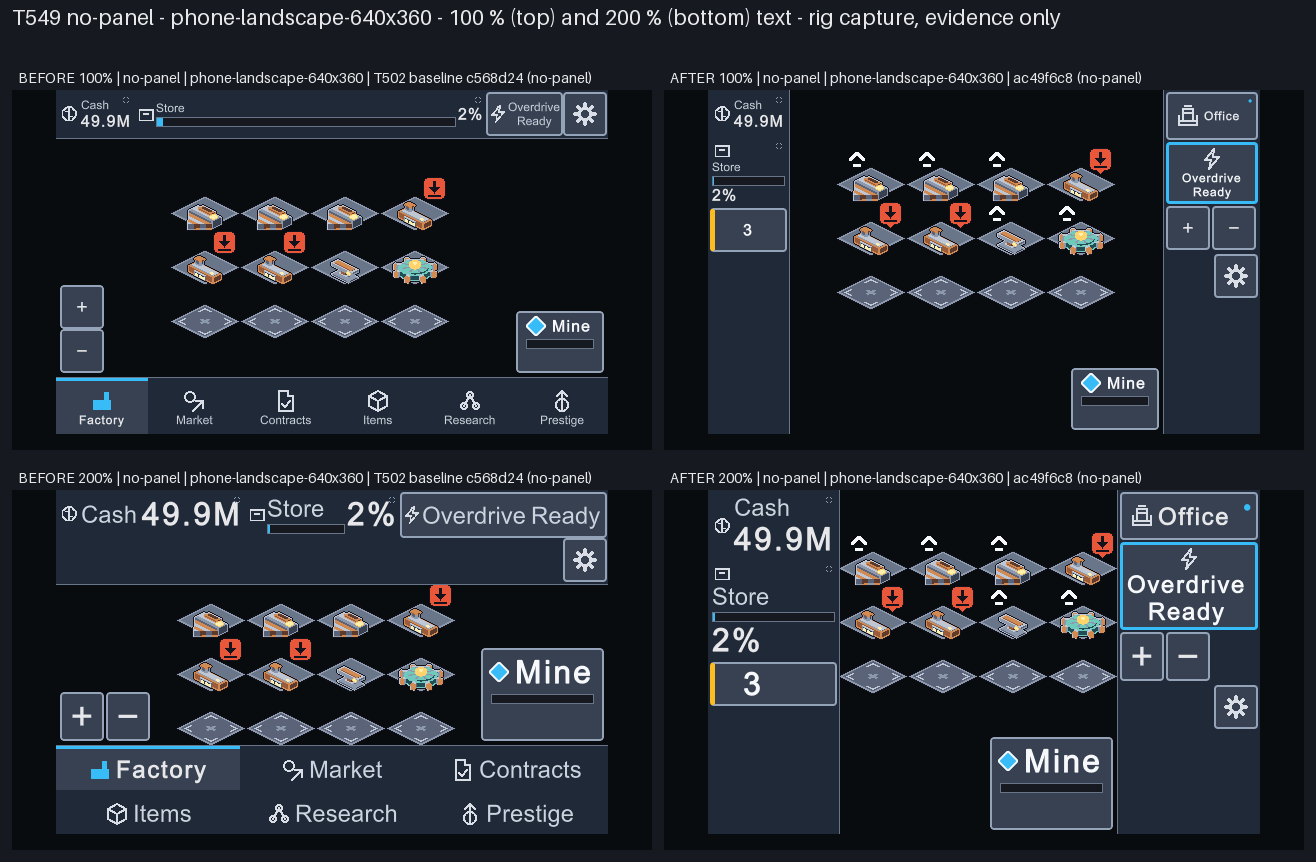 T549 no-panel - phone-landscape-640x360 - 100 % (top) and 200 % (bottom) text - rig capture, evidence only
BEFORE 100% | no-panel | phone-landscape-640x360 | T502 baseline c568d24 (no-panel)
Cash
49.9M
Store
2%
Overdrive
Ready
+
−
Mine
Factory
Market
Contracts
Items
Research
Prestige
AFTER 100% | no-panel | phone-landscape-640x360 | ac49f6c8 (no-panel)
Cash
49.9M
Store
2%
3
Office
Overdrive
Ready
+
−
Mine
BEFORE 200% | no-panel | phone-landscape-640x360 | T502 baseline c568d24 (no-panel)
Cash 49.9M
Store
2%
Overdrive Ready
+
−
Mine
Factory
Market
Contracts
Items
Research
Prestige
AFTER 200% | no-panel | phone-landscape-640x360 | ac49f6c8 (no-panel)
Cash
49.9M
Store
2%
3
Office
Overdrive
Ready
+
−
Mine